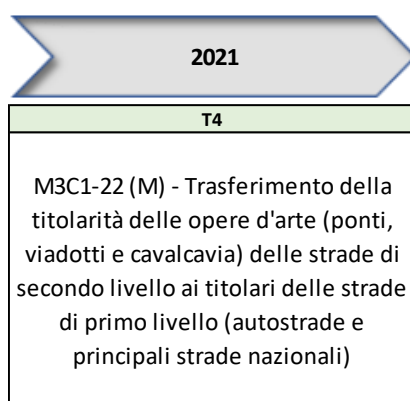 2021
T4
M3C1-22 (M) - Trasferimento della
titolarità delle opere d'arte (ponti,
viadotti e cavalcavia) delle strade di
secondo livello ai titolari delle strade
di primo livello (autostrade e
principali strade nazionali)